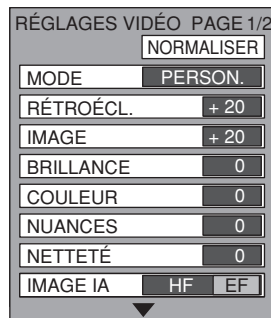 RÉGLAGES VIDÉO PAGE 1/2
NORMALISER
MODE PERSON.
RÉTROÉCL. + 20
IMAGE + 20
BRILLANCE 0
COULEUR 0
NUANCES 0
NETTETÉ 0
IMAGE IA HF EF